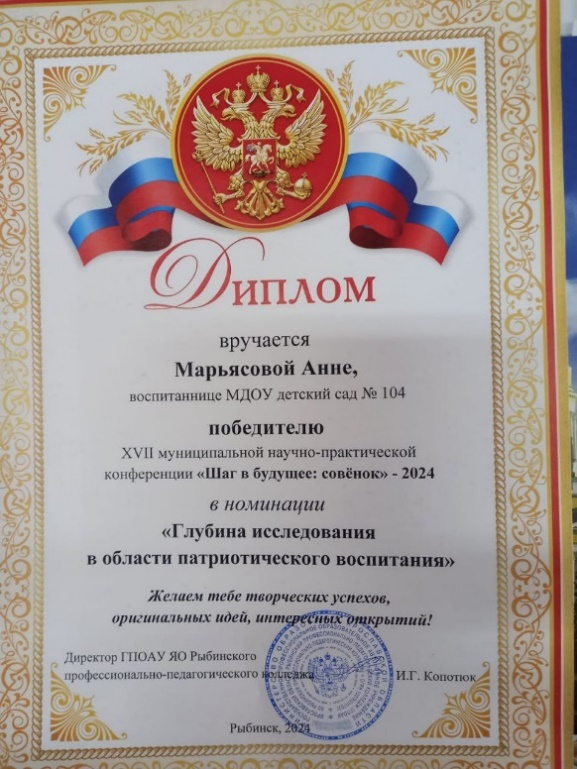 Диплом
вручается
Марьясовой Анне,
воспитаннице МДОУ детский сад № 104
победителю
XVII муниципальной научно-практической
конференции «Шаг в будущее: совёнок» - 2024
в номинации
«Глубина исследования
в области патриотического воспитания»
Желаем тебе творческих успехов,
оригинальных идей, интересных открытий!
Директор ГПОАУ ЯО Рыбинского
профессионально-педагогического колледжа
И.Г. Копотюк
Рыбинск, 2024